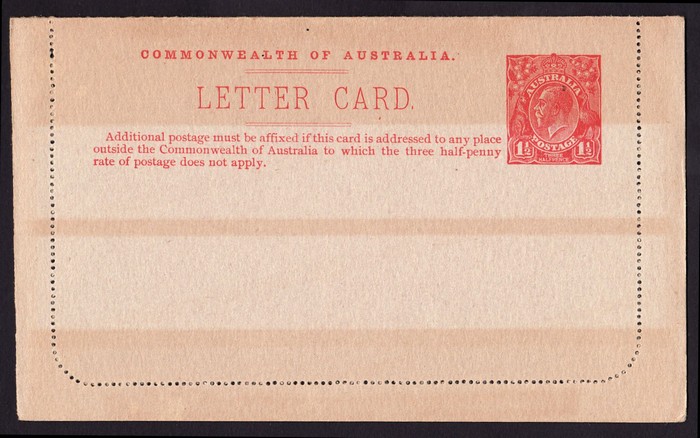 COMMONWEALTH OF AUSTRALIA.
LETTER CARD.
Additional postage must be affixed if this card is addressed to any place
outside the Commonwealth of Australia to which the three half-penny
rate of postage does not apply.
AUSTRALIA
POSTAGE
1½ HALFPENCE 1½